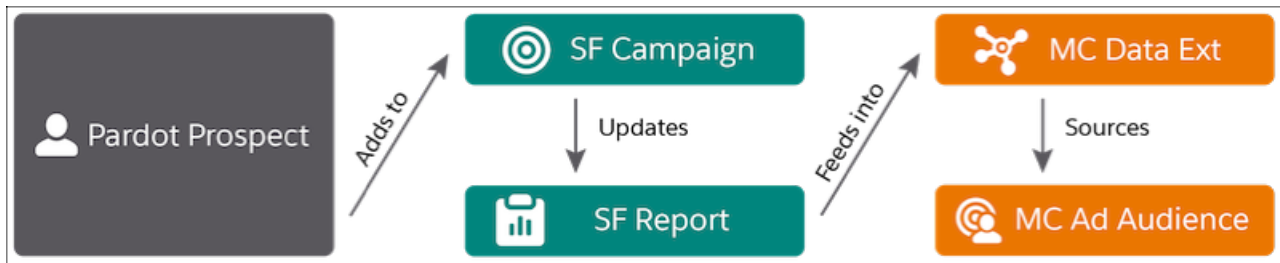 Pardot Prospect
Adds to
SF Campaign
Updates
SF Report
Feeds into
MC Data Ext
Sources
MC Ad Audience